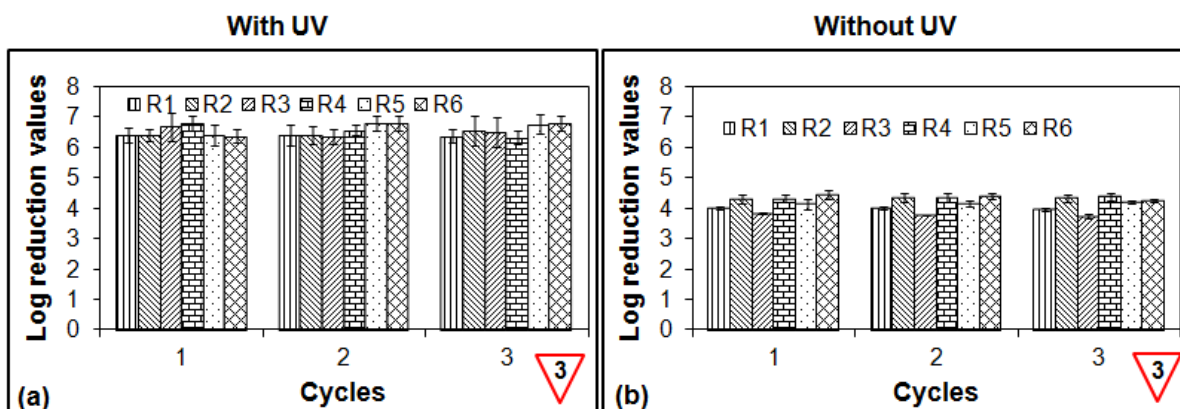 With UV
Log reduction values
8
7
6
5
4
3
2
1
0
R1 R2 R3 R4 R5 R6
1 2 3
Cycles
(a)
3
Without UV
Log reduction values
8
7
6
5
4
3
2
1
0
R1 R2 R3 R4 R5 R6
1 2 3
Cycles
(b)
3